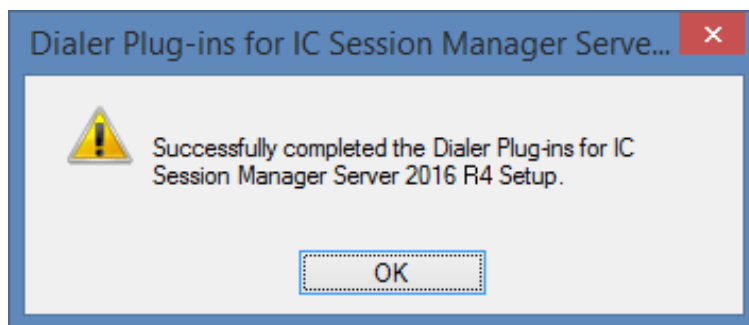 Dialer Plug-ins for IC Session Manager Serve...
Successfully completed the Dialer Plug-ins for IC
Session Manager Server 2016 R4 Setup.
OK